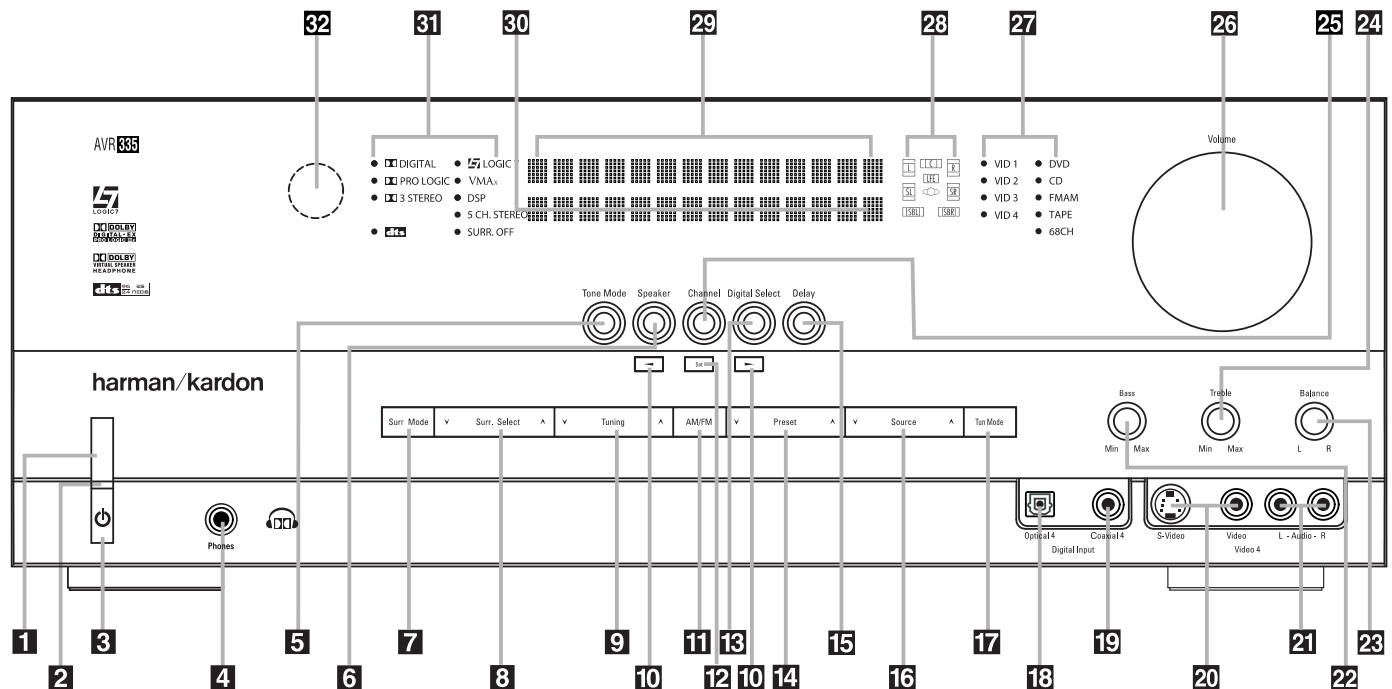 32 31 30 29 28 27 26 25 24
AVR 335
Volume
DIGITAL
LOGIC 7
PRO LOGIC
VMAx
3 STEREO
DSP
5 CH. STEREO
dts
SURR. OFF
L C R
LFE
SL SR
SBL SBR
VID 1 DVD
VID 2 CD
VID 3 FMAM
VID 4 TAPE
68CH
LOGIC7
DOLBY
DIGITAL·EX
PRO LOGIC IIx
DOLBY
VIRTUAL SPEAKER
HEADPHONE
dts 96 24
Tone Mode Speaker Channel Digital Select Delay
Set
harman/kardon
Surr Mode Surr. Select Tuning AM/FM Preset Source Tun Mode
Bass Treble Balance
Min Max Min Max L R
Phones
Optical 4 Coaxial 4
Digital Input
S-Video Video L - Audio - R
Video 4
1 3 5 7 9 11 13 15 17 19 21 23
2 4 6 8 10 12 10 14 16 18 20 22